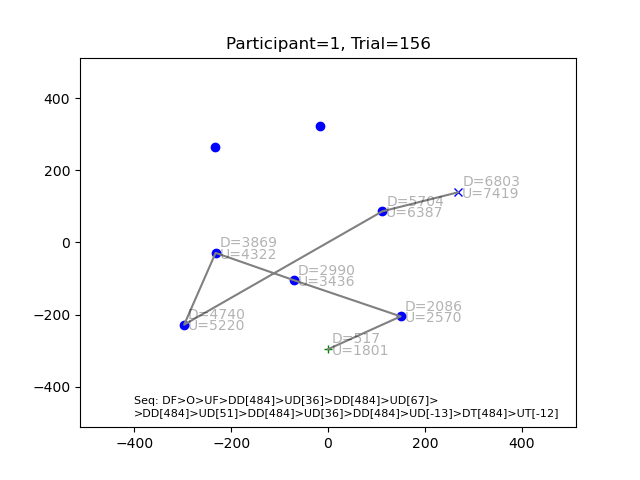 Participant=1, Trial=156
400
200
0
−200
−400
D=6803
U=7419
D=5704
U=6387
D=3869
U=4322
D=2990
U=3436
D=4740
U=5220
D=2086
U=2570
D=517
U=1801
Seq: DF>O>UF>DD[484]>UD[36]>DD[484]>UD[67]>
>DD[484]>UD[51]>DD[484]>UD[36]>DD[484]>UD[-13]>DT[484]>UT[-12]
−400 −200 0 200 400